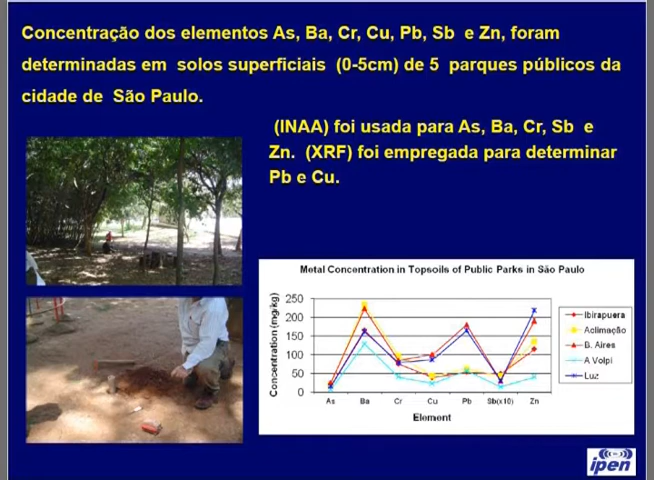 Concentração dos elementos As, Ba, Cr, Cu, Pb, Sb e Zn, foram
determinadas em solos superficiais (0-5cm) de 5 parques públicos da
cidade de São Paulo.
(INAA) foi usada para As, Ba, Cr, Sb e
Zn. (XRF) foi empregada para determinar
Pb e Cu.
Metal Concentration in Topsoils of Public Parks in São Paulo
Concentration (mg/kg)
250
200
150
100
50
0
As Ba Cr Cu Pb Sb(x10) Zn
Element
Ibirapuera
Aclimação
B. Aires
A Volpi
Luz
ipen